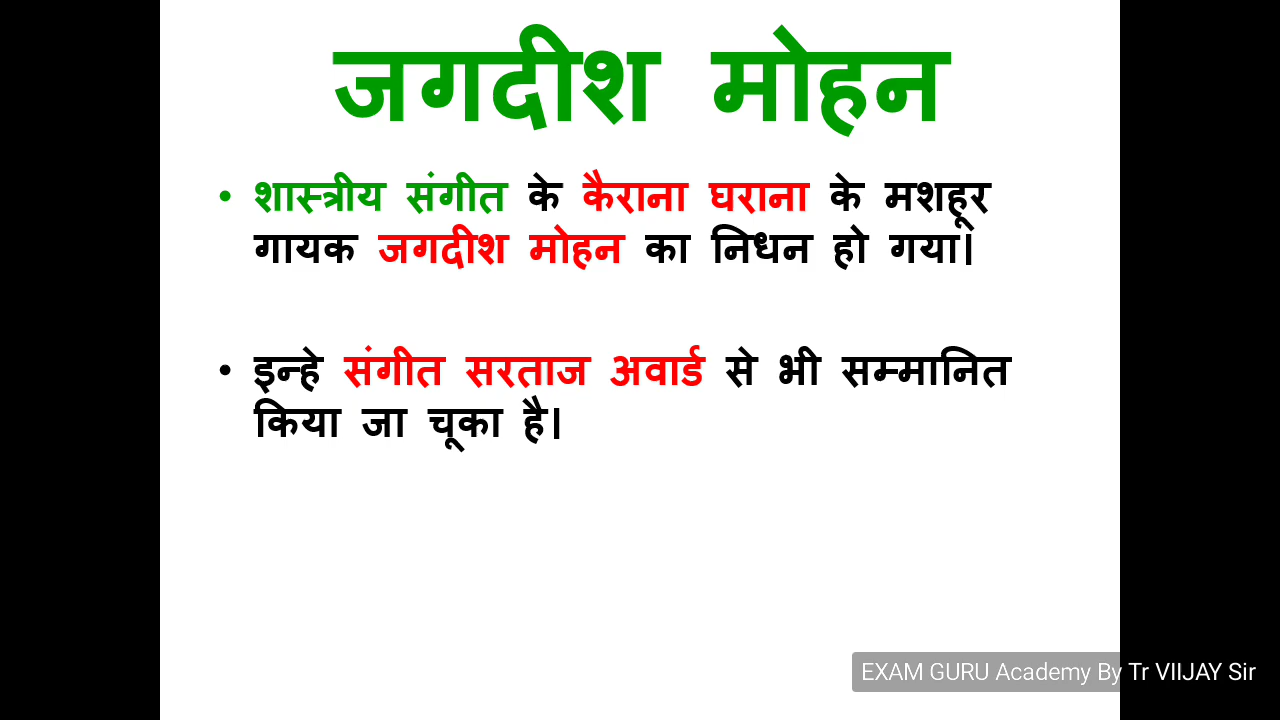 जगदीश मोहन
• शास्त्रीय संगीत के कैराना घराना के मशहूर
गायक जगदीश मोहन का निधन हो गया।
• इन्हे संगीत सरताज अवार्ड से भी सम्मानित
किया जा चूका है।
EXAM GURU Academy By Tr VIIJAY Sir